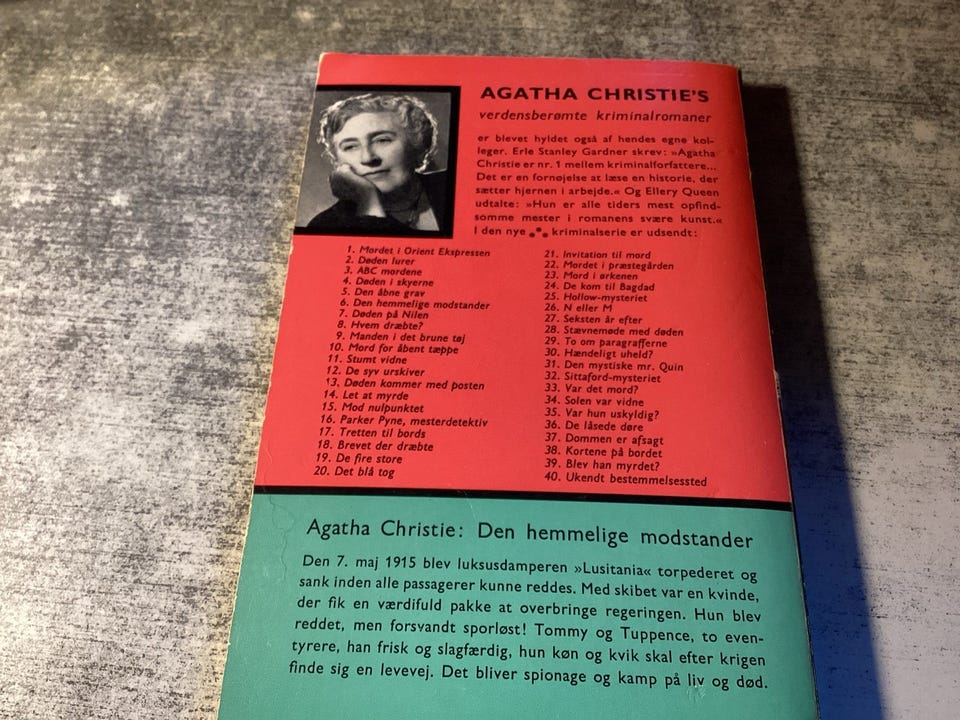 AGATHA CHRISTIE'S
verdensberømte kriminalromaner
er blevet hyldet også af hendes egne kol-
leger. Erle Stanley Gardner skrev: »Agatha
Christie er nr. 1 mellem kriminalforfattere...
Det er en fornøjelse at læse en historie, der
sætter hjernen i arbejde.« Og Ellery Queen
udtalte: »Hun er alle tiders mest opfind-
somme mester i romanens svære kunst.«
I den nye kriminalserie er udsendt:
1. Mordet i Orient Ekspressen
2. Døden lurer
3. ABC mordene
4. Døden i skyerne
5. Den åbne grav
6. Den hemmelige modstander
7. Døden på Nilen
8. Hvem dræbte?
9. Manden i det brune tøj
10. Mord for åbent tæppe
11. Stumt vidne
12. De syv urskiver
13. Døden kommer med posten
14. Let at myrde
15. Mod nulpunktet
16. Parker Pyne, mesterdetektiv
17. Tretten til bords
18. Brevet der dræbte
19. De fire store
20. Det blå tog
21. Invitation til mord
22. Mordet i præstegården
23. Mord i ørkenen
24. De kom til Bagdad
25. Hollow-mysteriet
26. N eller M
27. Seksten år efter
28. Stævnemøde med døden
29. To om paragrafferne
30. Hændeligt uheld?
31. Den mystiske mr. Quin
32. Sittaford-mysteriet
33. Var det mord?
34. Solen var vidne
35. Var hun uskyldig?
36. De låsede døre
37. Dommen er afsagt
38. Kortene på bordet
39. Blev han myrdet?
40. Ukendt bestemmelsessted
Agatha Christie: Den hemmelige modstander
Den 7. maj 1915 blev luksusdamperen »Lusitania« torpederet og
sank inden alle passagerer kunne reddes. Med skibet var en kvinde,
der fik en værdifuld pakke at overbringe regeringen. Hun blev
reddet, men forsvandt sporløst! Tommy og Tuppence, to even-
tyrere, han frisk og slagfærdig, hun køn og kvik skal efter krigen
finde sig en levevej. Det bliver spionage og kamp på liv og død.